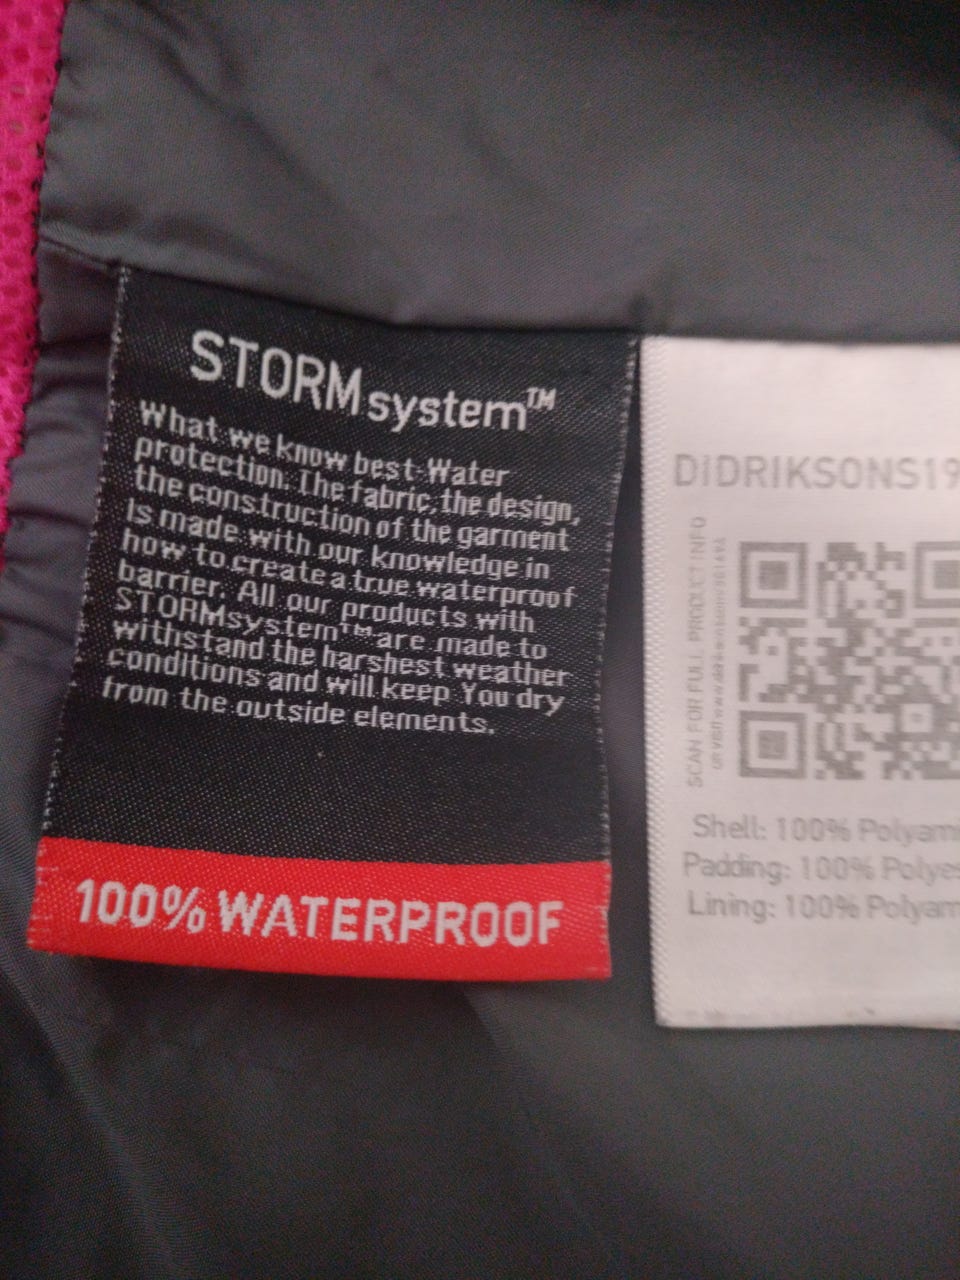 STORMsystem™
What we know best-Water
protection. The fabric, the design,
the construction of the garment
Is made with our knowledge in
how to create a true waterproof
barrier. All our products with
STORMsystem™ are made to
withstand the harshest weather
conditions and will keep You dry
from the outside elements.
100% WATERPROOF
DIDRIKSONS19
SCAN FOR FULL PRODUCT INFO
OR VISIT
Shell: 100% Polyami
Padding: 100% Polyes
Lining: 100% Polyam